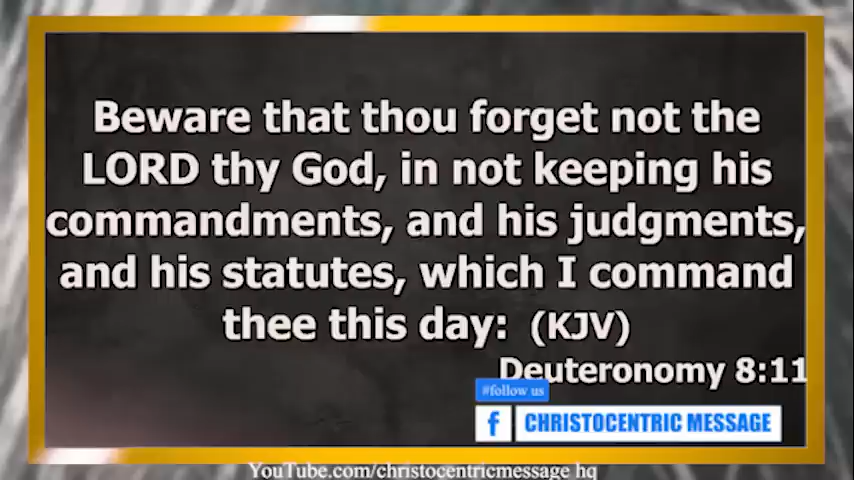 Beware that thou forget not the
LORD thy God, in not keeping his
commandments, and his judgments,
and his statutes, which I command
thee this day: (KJV)
Deuteronomy 8:11
#follow us
f CHRISTOCENTRIC MESSAGE
YouTube.com/christocentricmessage hq